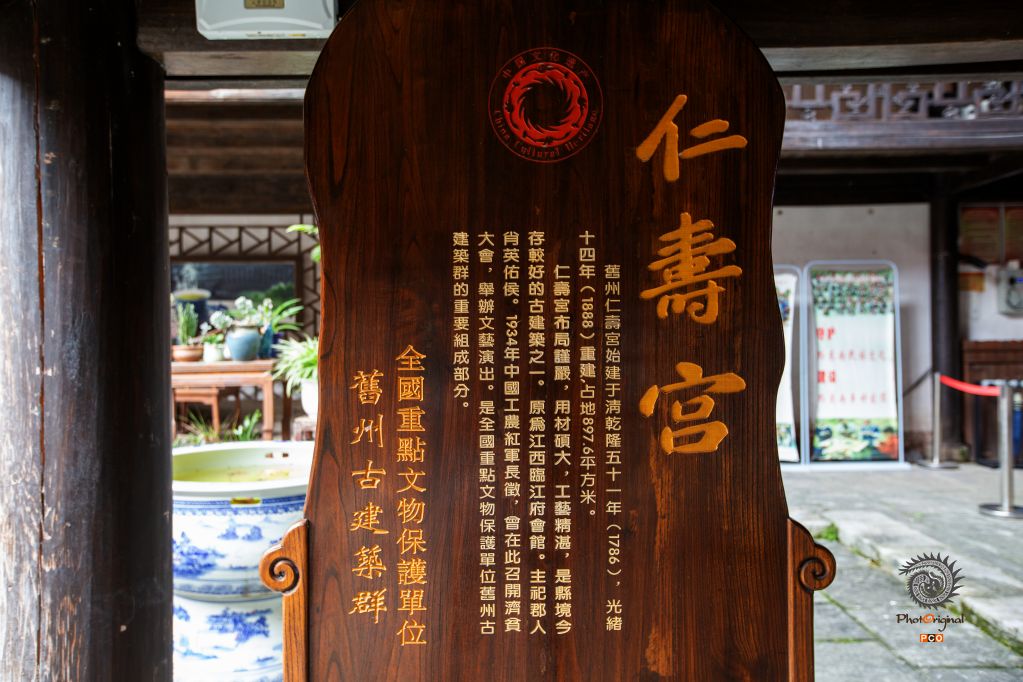 仁壽宮
舊州仁壽宮始建于清乾隆五十一年（1786），光緒
十四年（1888）重建，占地897.6平方米。
仁壽宮布局謹嚴，用材碩大，工藝精湛，是縣境今
存較好的古建築之一。原爲江西臨江府會館。主祀郡人
肖英佑侯。1934年中國工農紅軍長徵，曾在此召開濟貧
大會，舉辦文藝演出。是全國重點文物保護單位舊州古
建築群的重要組成部分。
全國重點文物保護單位
舊州古建築群
中国文化遗产
China Cultural Heritage
PhotOriginal
PCO